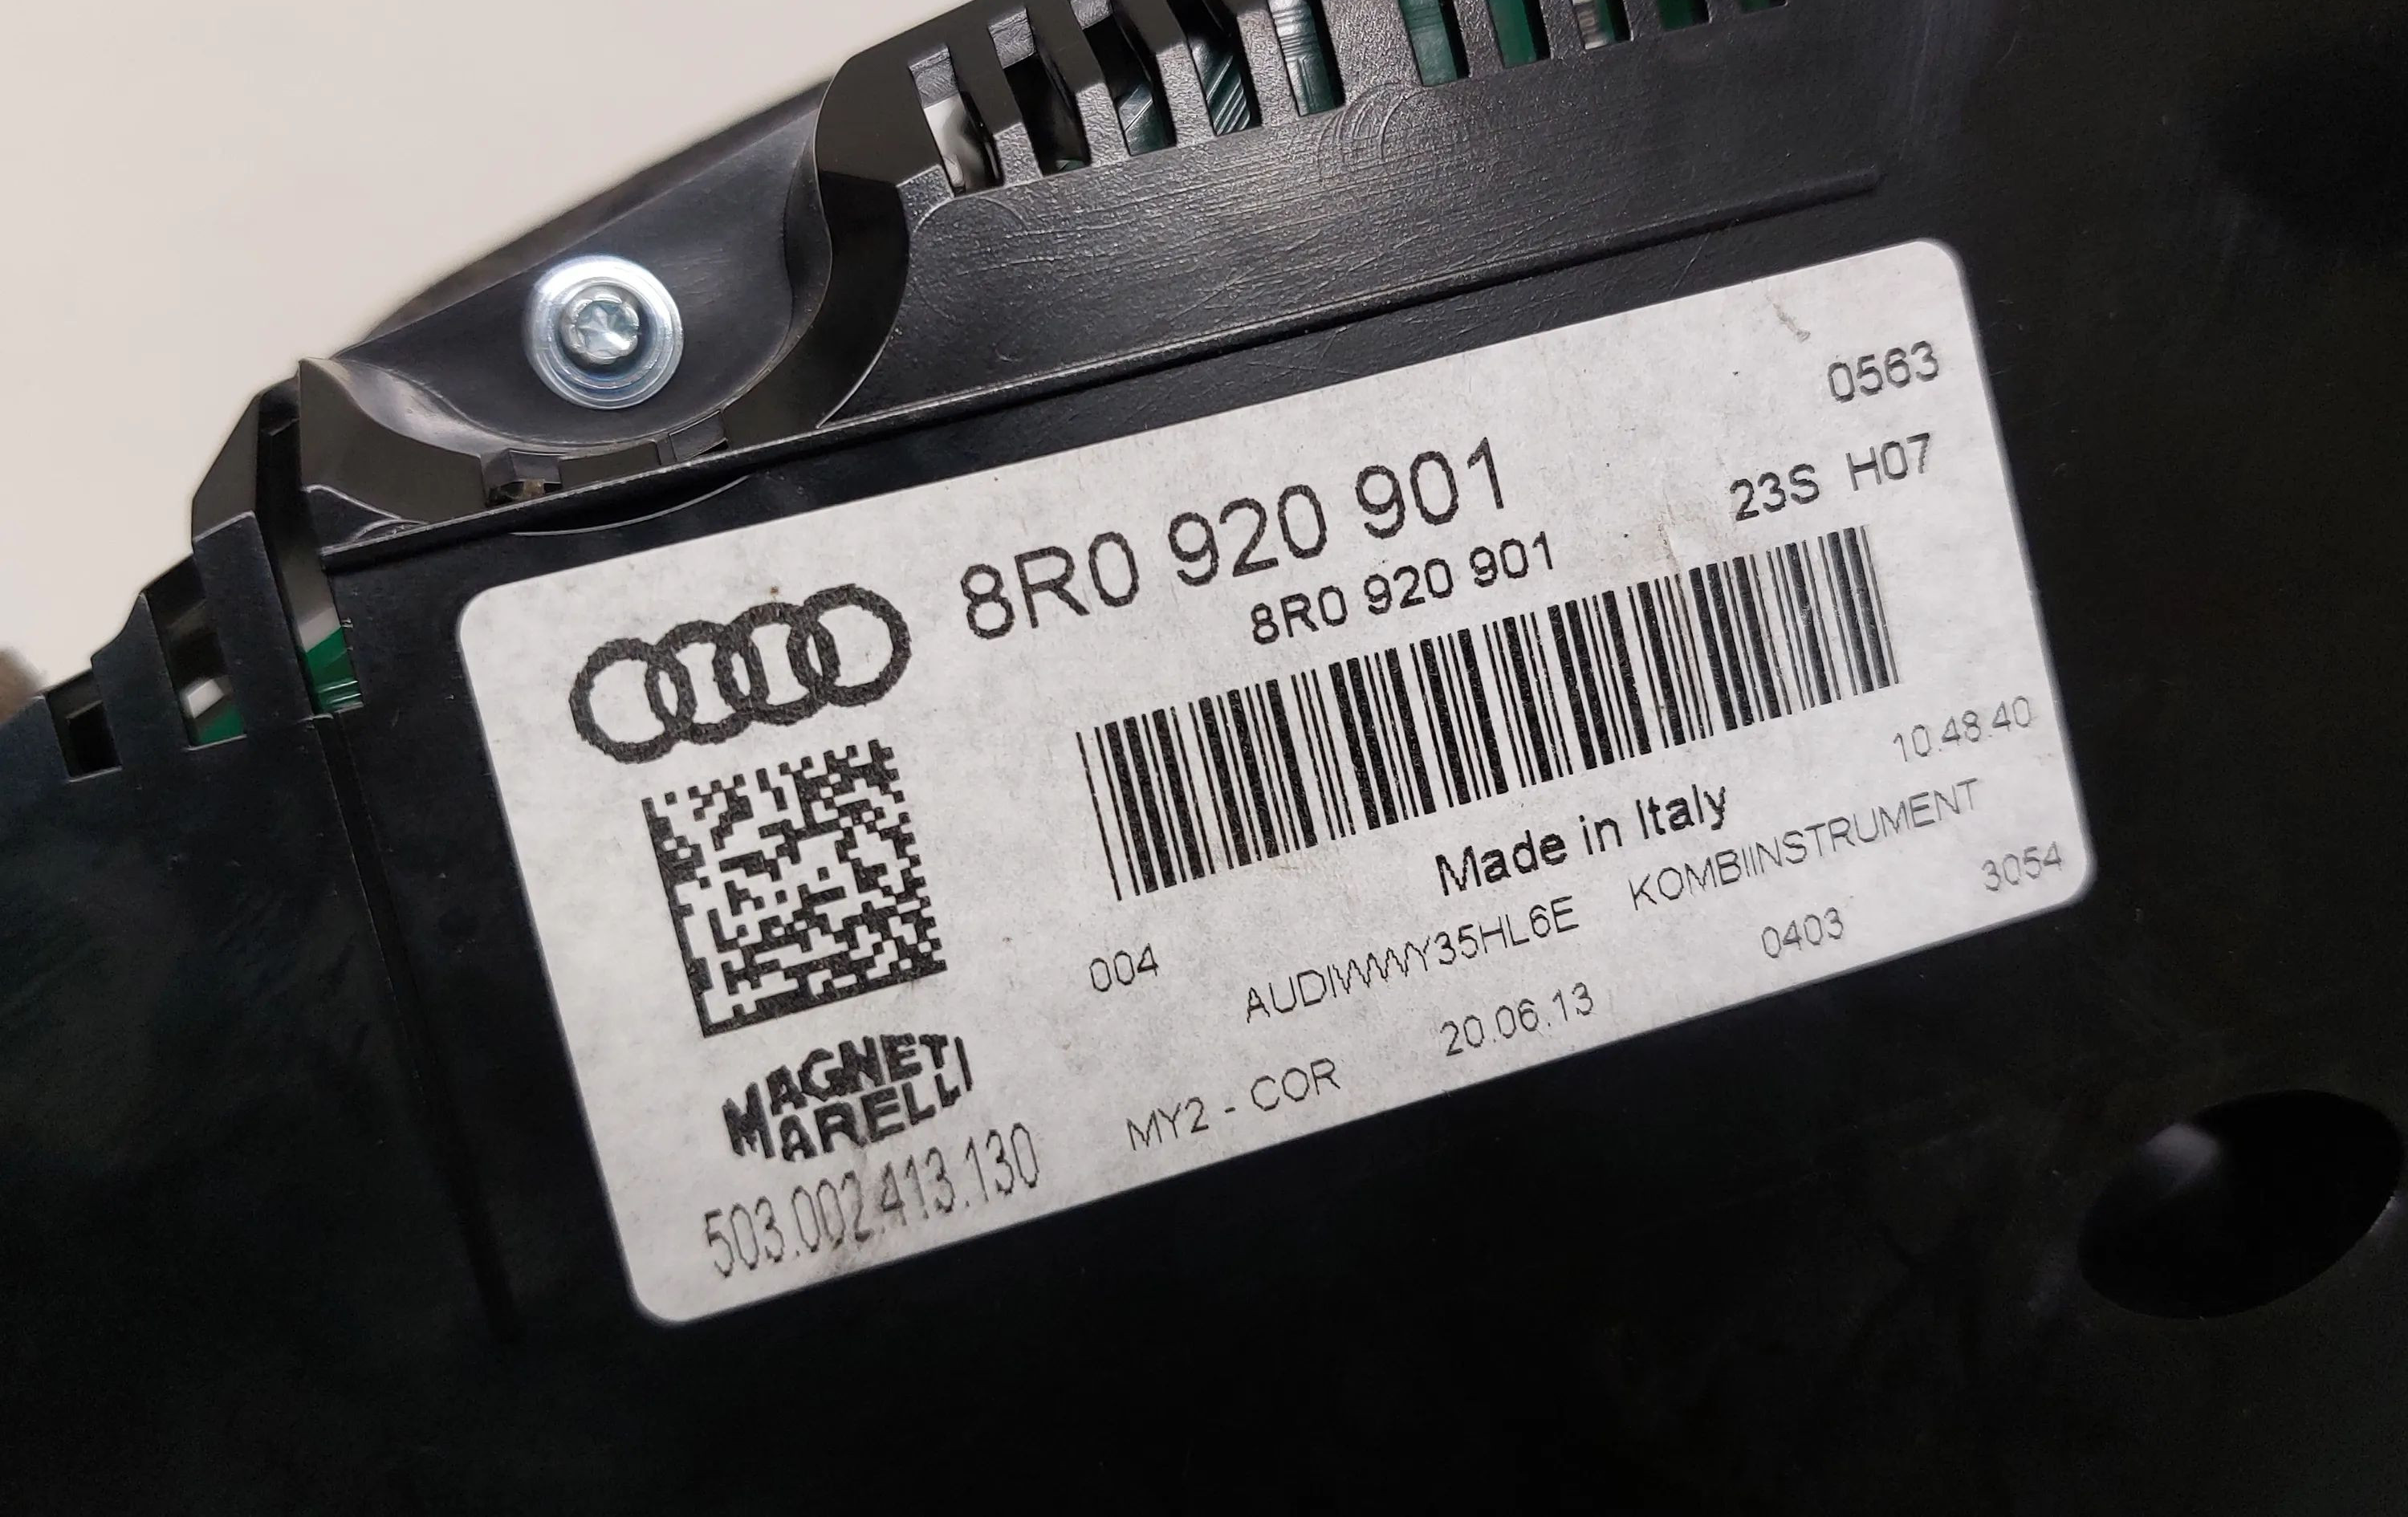 0563
8R0 920 901
23S H07
8R0 920 901
10.48.40
Made in Italy
004 AUDIWWVY35HL6E KOMBIINSTRUMENT
MAGNETI
MARELLI
MY2 - COR 20.06.13 0403 3054
503.002.413.130